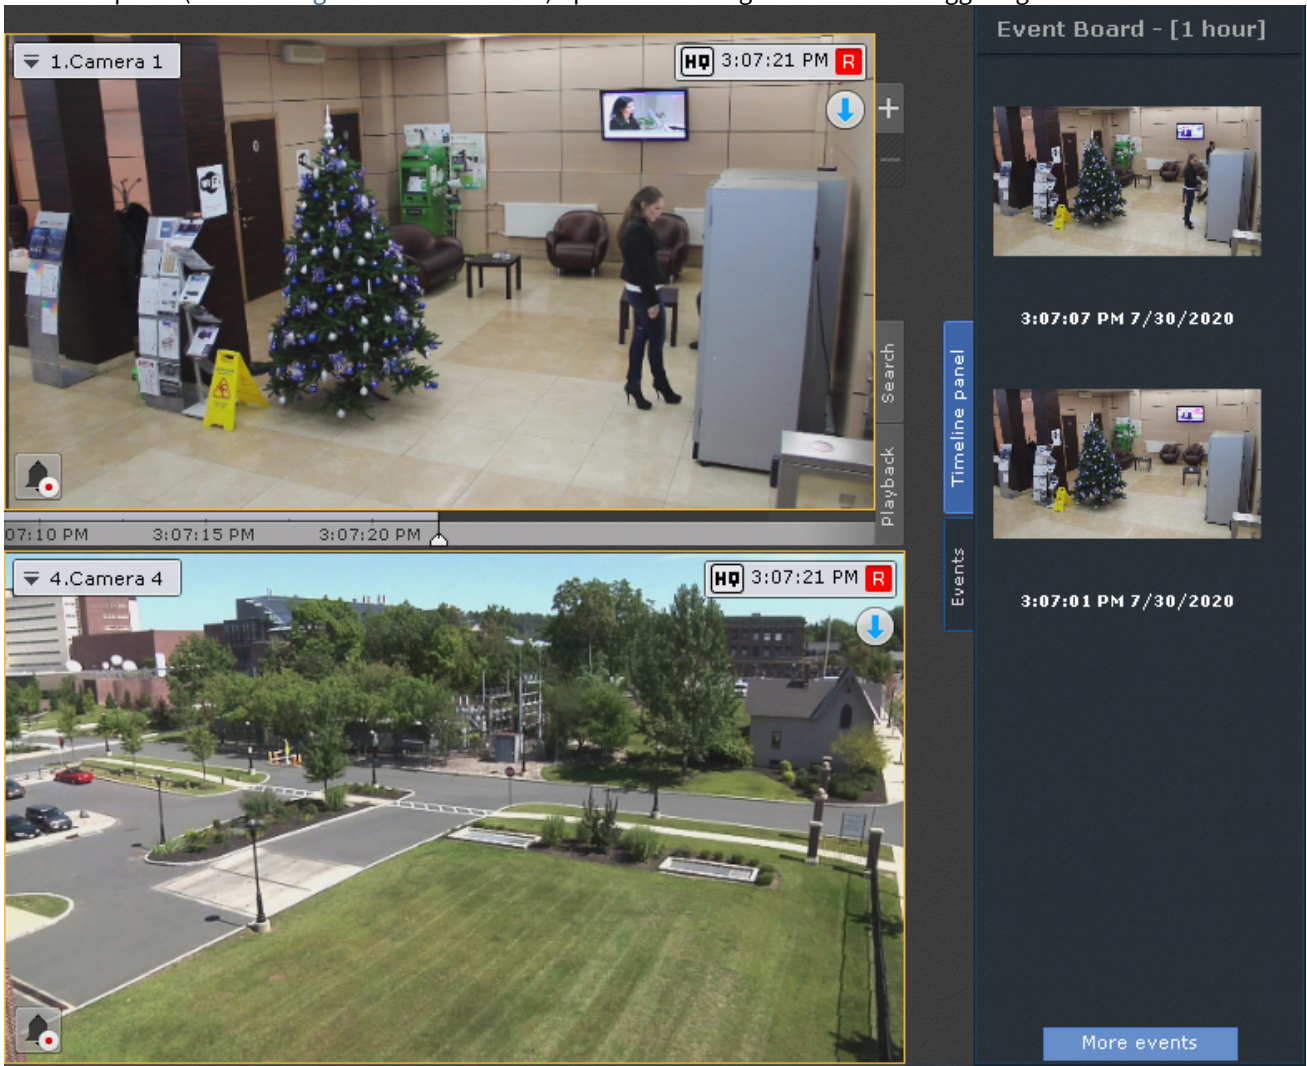 Event Board - [1 hour]
1.Camera 1
HQ 3:07:21 PM R
3:07:07 PM 7/30/2020
Search
Playback
Timeline panel
Events
07:10 PM 3:07:15 PM 3:07:20 PM
4.Camera 4
HQ 3:07:21 PM R
3:07:01 PM 7/30/2020
More events